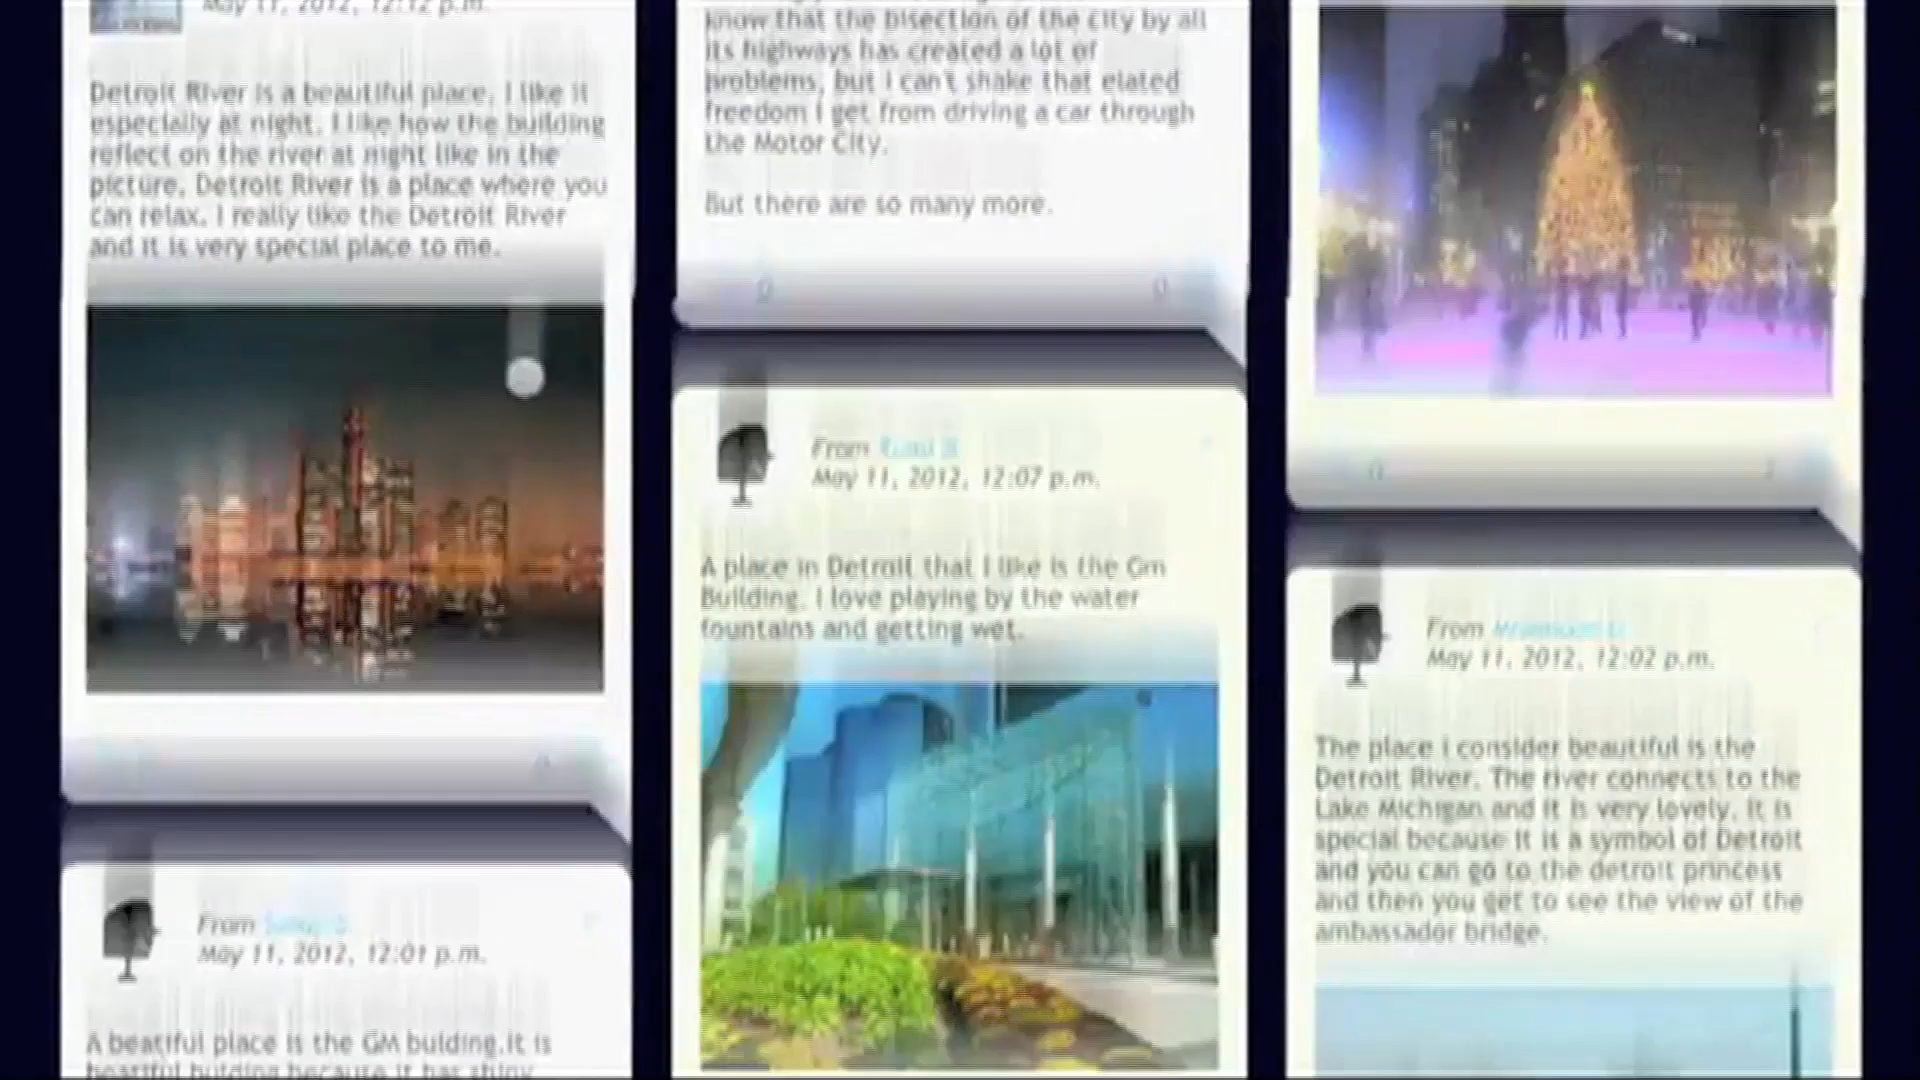 May 11, 2012, 12:12 p.m.
Detroit River is a beautiful place, I like it
especially at night. I like how the building
reflect on the river at night like in the
picture. Detroit River is a place where you
can relax. I really like the Detroit River
and it is very special place to me.
From
May 11, 2012, 12:01 p.m.
A beatiful place is the GM bulding.it is
beatiful bulding because it has shiny
know that the bisection of the city by all
its highways has created a lot of
problems, but I can't shake that elated
freedom I get from driving a car through
the Motor City.
But there are so many more.
0
0
From
May 11, 2012, 12:07 p.m.
A place in Detroit that I like is the Gm
Building. I love playing by the water
fountains and getting wet.
0
From
May 11, 2012, 12:02 p.m.
The place I consider beautiful is the
Detroit River. The river connects to the
Lake Michigan and it is very lovely. It is
special because it is a symbol of Detroit
and you can go to the detroit princess
and then you get to see the view of the
ambassador bridge.